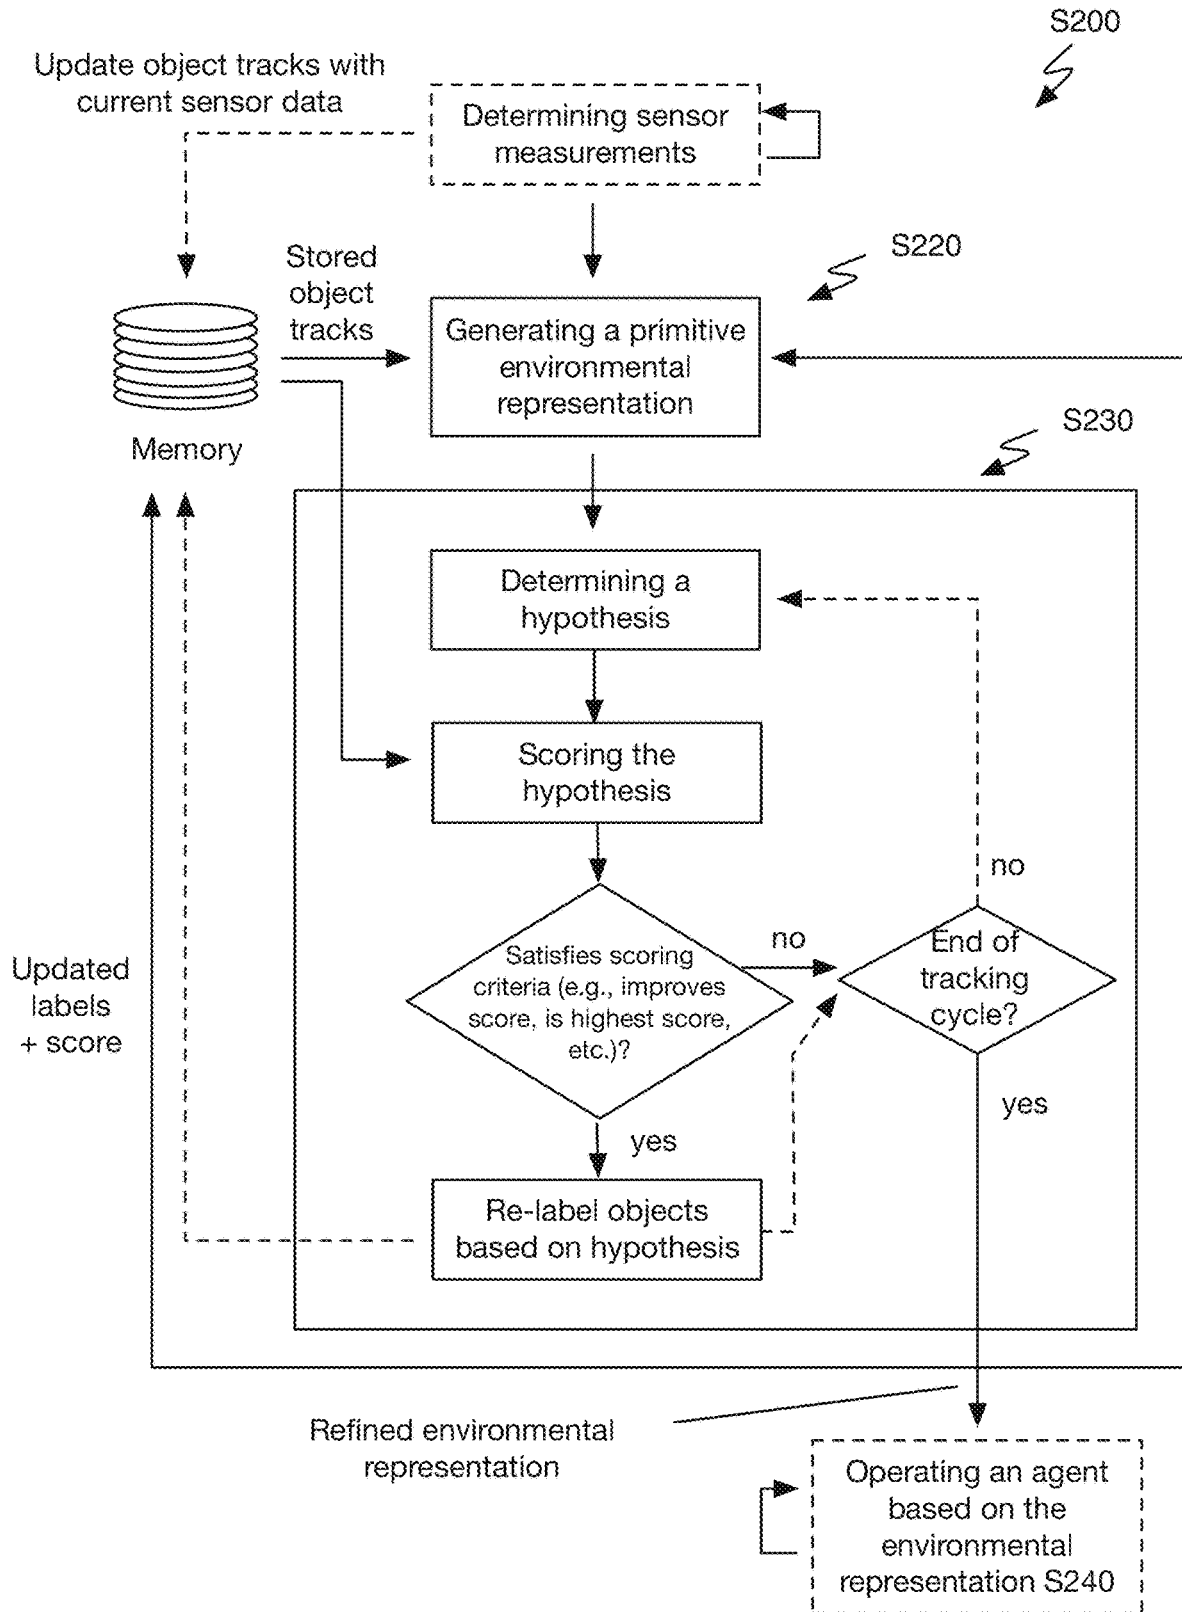 S200
Update object tracks with
current sensor data
Determining sensor
measurements
S220
Stored
object
tracks
Generating a primitive
environmental
representation
Memory
S230
Determining a
hypothesis
Scoring the
hypothesis
no
Satisfies scoring
criteria (e.g., improves
score, is highest score,
etc.)?
no
End of
tracking
cycle?
Updated
labels
+ score
yes
yes
Re-label objects
based on hypothesis
Refined environmental
representation
Operating an agent
based on the
environmental
representation S240